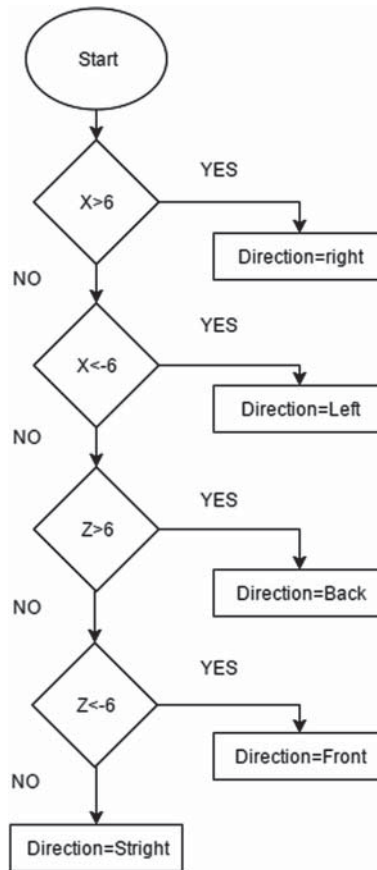 Start
YES
X>6
Direction=right
NO
YES
X<-6
Direction=Left
NO
YES
Z>6
Direction=Back
NO
YES
Z<-6
Direction=Front
NO
Direction=Stright